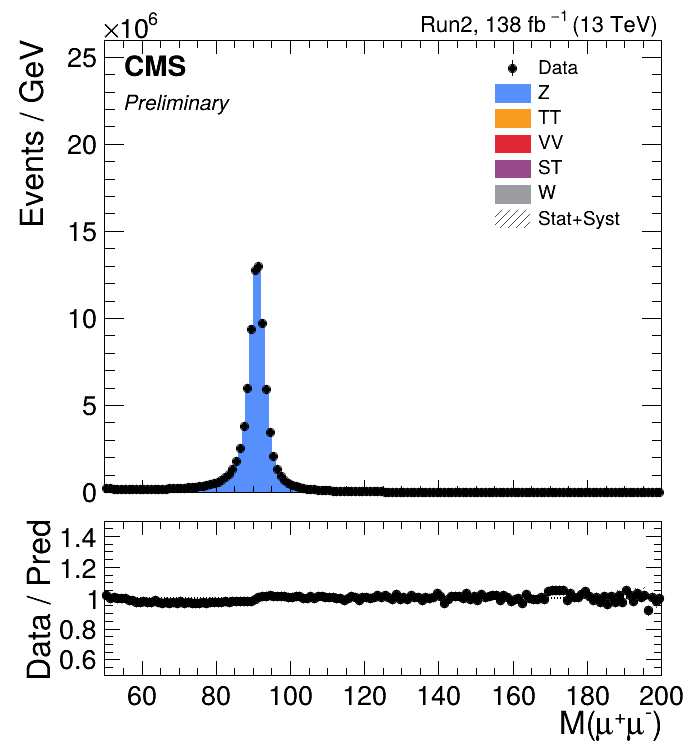 ×10⁶
Run2, 138 fb⁻¹ (13 TeV)
Events / GeV
25
20
15
10
5
0
CMS
Preliminary
Data
Z
TT
VV
ST
W
Stat+Syst
Data / Pred
1.4
1.2
1
0.8
0.6
60 80 100 120 140 160 180 200
M(μ⁺μ⁻)